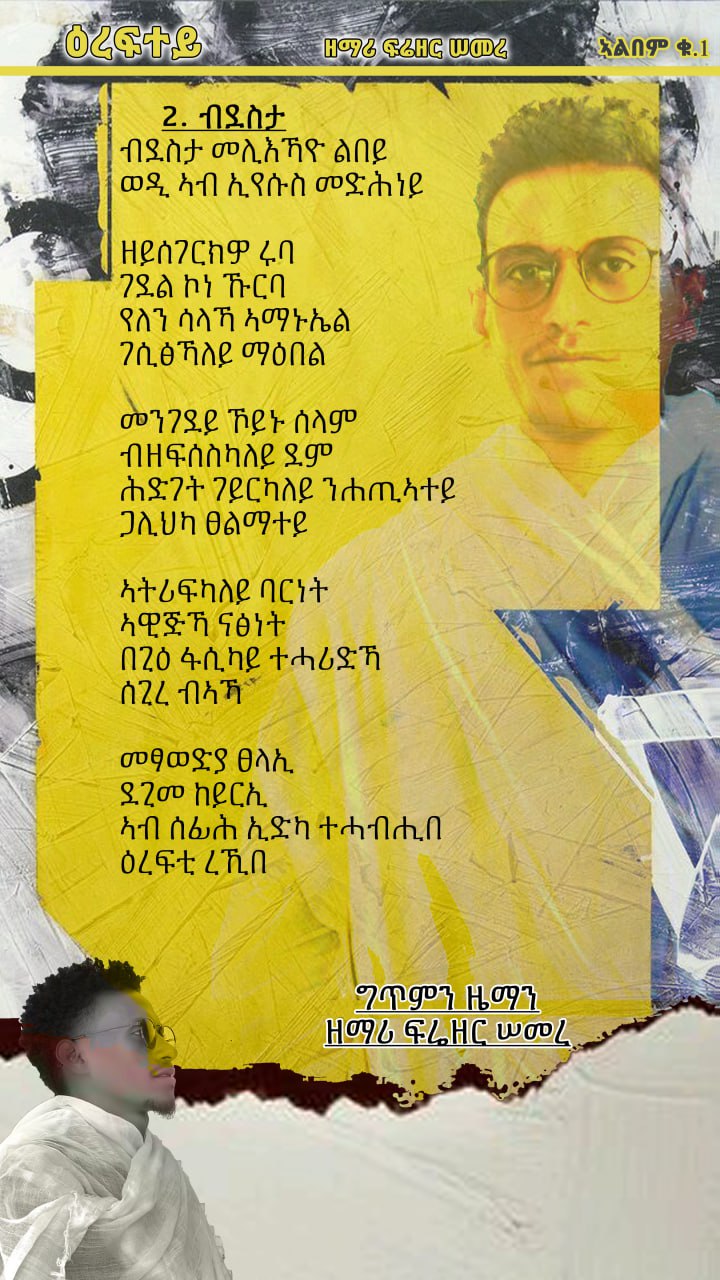 ዕረፍተይ
ዘማሪ ፍሬዘር ሠመረ
ኣልበም ቁ.1
2. ብደስታ
ብደስታ መሊእኻዮ ልበይ
ወዲ ኣብ ኢየሱስ መድሕነይ
ዘይሰገርክዎ ሩባ
ገደል ኮነ ኹርባ
የለን ሳላኻ ኣማኑኤል
ገሲፅኻለይ ማዕበል
መንገደይ ኾይኑ ሰላም
ብዘፍሰስካለይ ደም
ሕድገት ገይርካለይ ንሐጢኣተይ
ጋሊህካ ፀልማተይ
ኣትሪፍካለይ ባርነት
ኣዊጅኻ ናፅነት
በጊዕ ፋሲካይ ተሓሪድኻ
ሰጊረ ብኣኻ
መፃወድያ ፀላኢ
ደጊመ ከይርኢ
ኣብ ሰፊሕ ኢድካ ተሓብሒበ
ዕረፍቲ ረኺበ
ግጥምን ዜማን
ዘማሪ ፍሬዘር ሠመረ